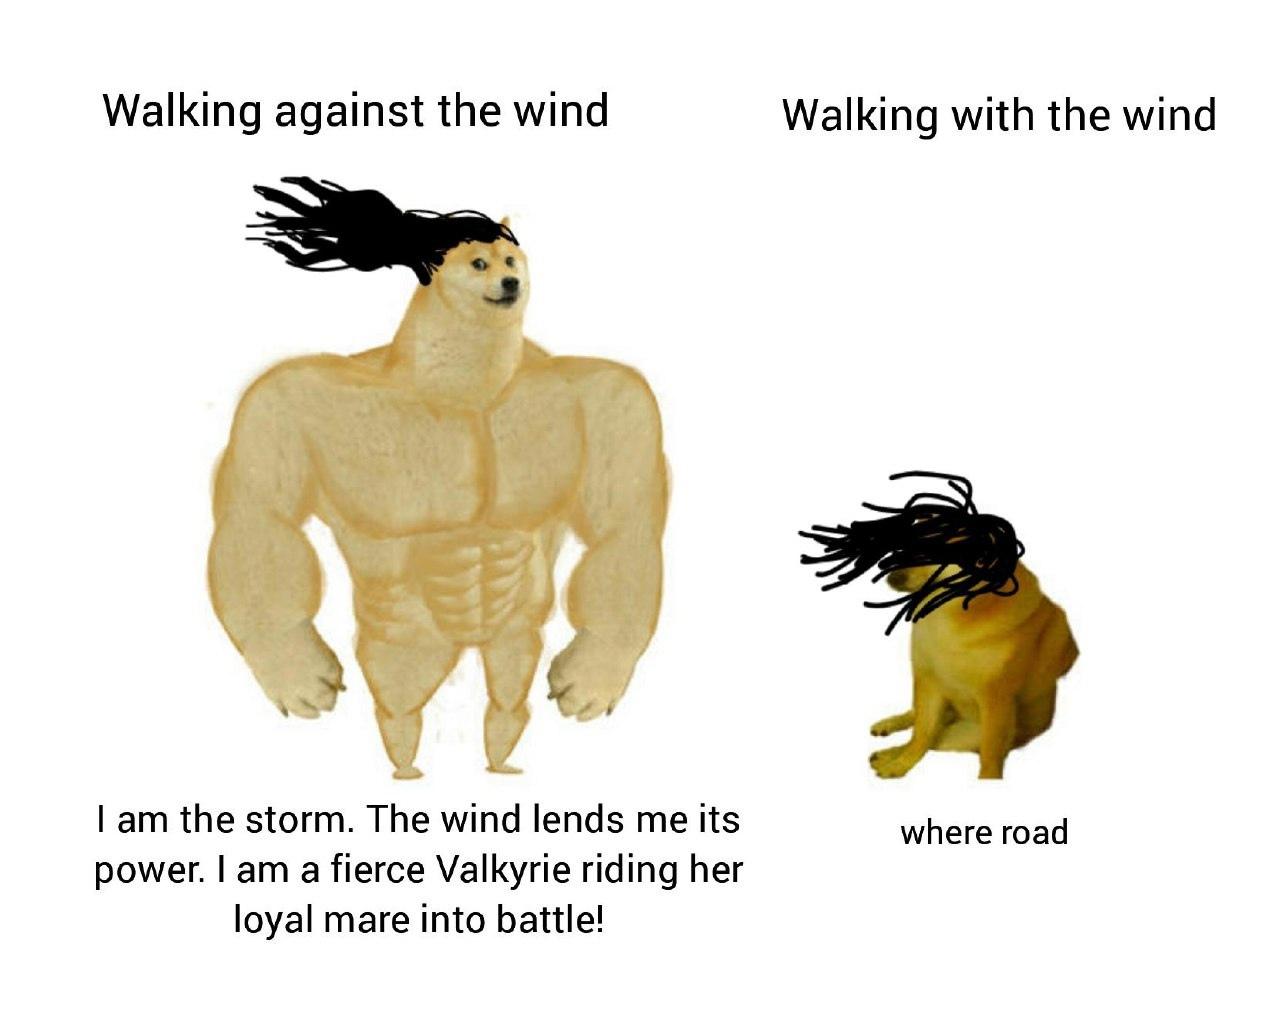 Walking against the wind
Walking with the wind
I am the storm. The wind lends me its
power. I am a fierce Valkyrie riding her
loyal mare into battle!
where road